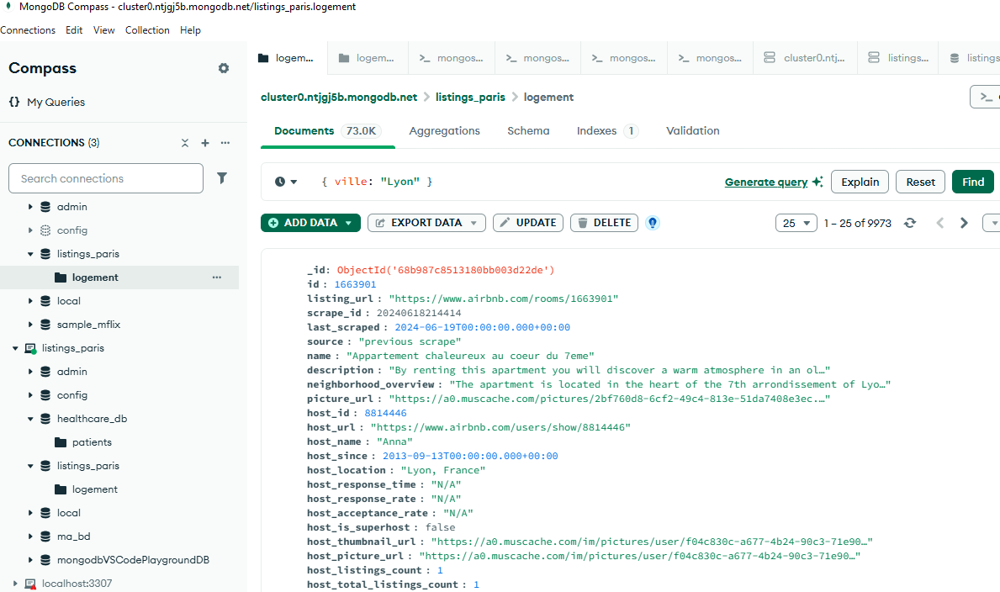 MongoDB Compass - cluster0.ntjgj5b.mongodb.net/listings_paris.logement
Connections Edit View Collection Help
Compass
My Queries
CONNECTIONS (3)
Search connections
admin
config
listings_paris
logement
local
sample_mflix
listings_paris
admin
config
healthcare_db
patients
listings_paris
logement
local
ma_bd
mongodbVSCodePlaygroundDB
localhost:3307
logem... logem... mongos... mongos... mongos... mongos... cluster0.ntj... listings... listings
cluster0.ntjgj5b.mongodb.net > listings_paris > logement
Documents 73.0K Aggregations Schema Indexes 1 Validation
{ ville: "Lyon" }
Generate query Explain Reset Find
ADD DATA EXPORT DATA UPDATE DELETE
25 1 – 25 of 9973
_id: ObjectId('68b987c8513180bb003d22de')
id : 1663901
listing_url : "https://www.airbnb.com/rooms/1663901"
scrape_id : 20240618214414
last_scraped : 2024-06-19T00:00:00.000+00:00
source : "previous scrape"
name : "Appartement chaleureux au coeur du 7eme"
description : "By renting this apartment you will discover a warm atmosphere in an ol…"
neighborhood_overview : "The apartment is located in the heart of the 7th arrondissement of Lyo…"
picture_url : "https://a0.muscache.com/pictures/2bf760d8-6cf2-49c4-813e-51da7408e3ec.…"
host_id : 8814446
host_url : "https://www.airbnb.com/users/show/8814446"
host_name : "Anna"
host_since : 2013-09-13T00:00:00.000+00:00
host_location : "Lyon, France"
host_response_time : "N/A"
host_response_rate : "N/A"
host_acceptance_rate : "N/A"
host_is_superhost : false
host_thumbnail_url : "https://a0.muscache.com/im/pictures/user/f04c830c-a677-4b24-90c3-71e90…"
host_picture_url : "https://a0.muscache.com/im/pictures/user/f04c830c-a677-4b24-90c3-71e90…"
host_listings_count : 1
host_total_listings_count : 1